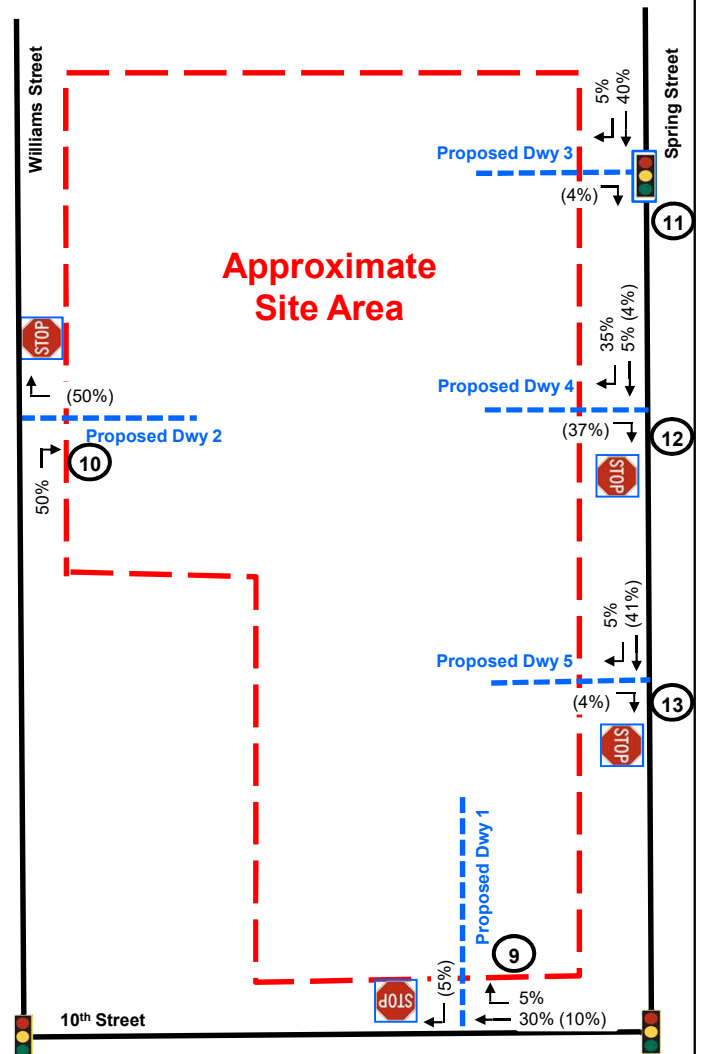 Williams Street
Spring Street
5%
40%
Proposed Dwy 3
(4%)
11
Approximate
Site Area
STOP
35%
5% (4%)
(50%)
Proposed Dwy 4
Proposed Dwy 2
(37%)
12
50%
10
STOP
5%
(41%)
Proposed Dwy 5
(4%)
13
STOP
Proposed Dwy 1
9
(5%)
STOP
5%
10th Street
30% (10%)